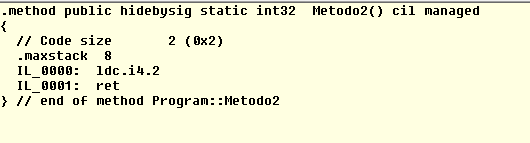 .method public hidebysig static int32  Metodo2() cil managed
{
  // Code size       2 (0x2)
  .maxstack  8
  IL_0000:  ldc.i4.2
  IL_0001:  ret
} // end of method Program::Metodo2